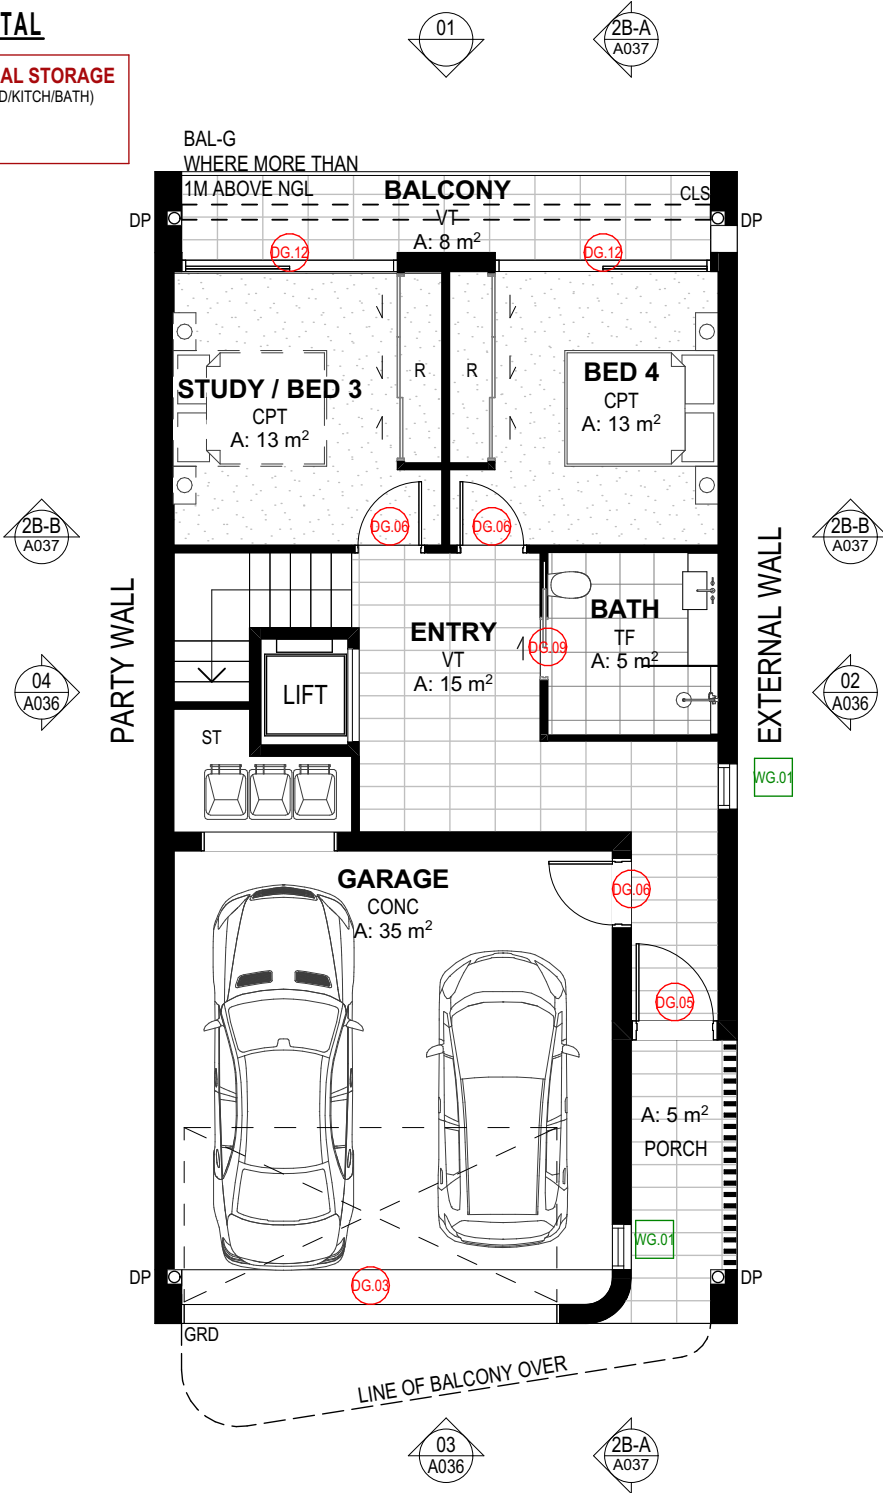 TAL
AL STORAGE
D/KITCH/BATH)
01
2B-A
A037
BAL-G
WHERE MORE THAN
1M ABOVE NGL
BALCONY
VT
A: 8 m²
CLS
DP
DP
DG.12
DG.12
R
R
STUDY / BED 3
CPT
A: 13 m²
BED 4
CPT
A: 13 m²
DG.06
DG.06
2B-B
A037
2B-B
A037
PARTY WALL
EXTERNAL WALL
ENTRY
VT
A: 15 m²
BATH
TF
A: 5 m²
DG.09
04
A036
02
A036
LIFT
ST
WG.01
GARAGE
CONC
A: 35 m²
DG.06
DG.05
A: 5 m²
PORCH
WG.01
DP
DP
DG.03
GRD
LINE OF BALCONY OVER
03
A036
2B-A
A037